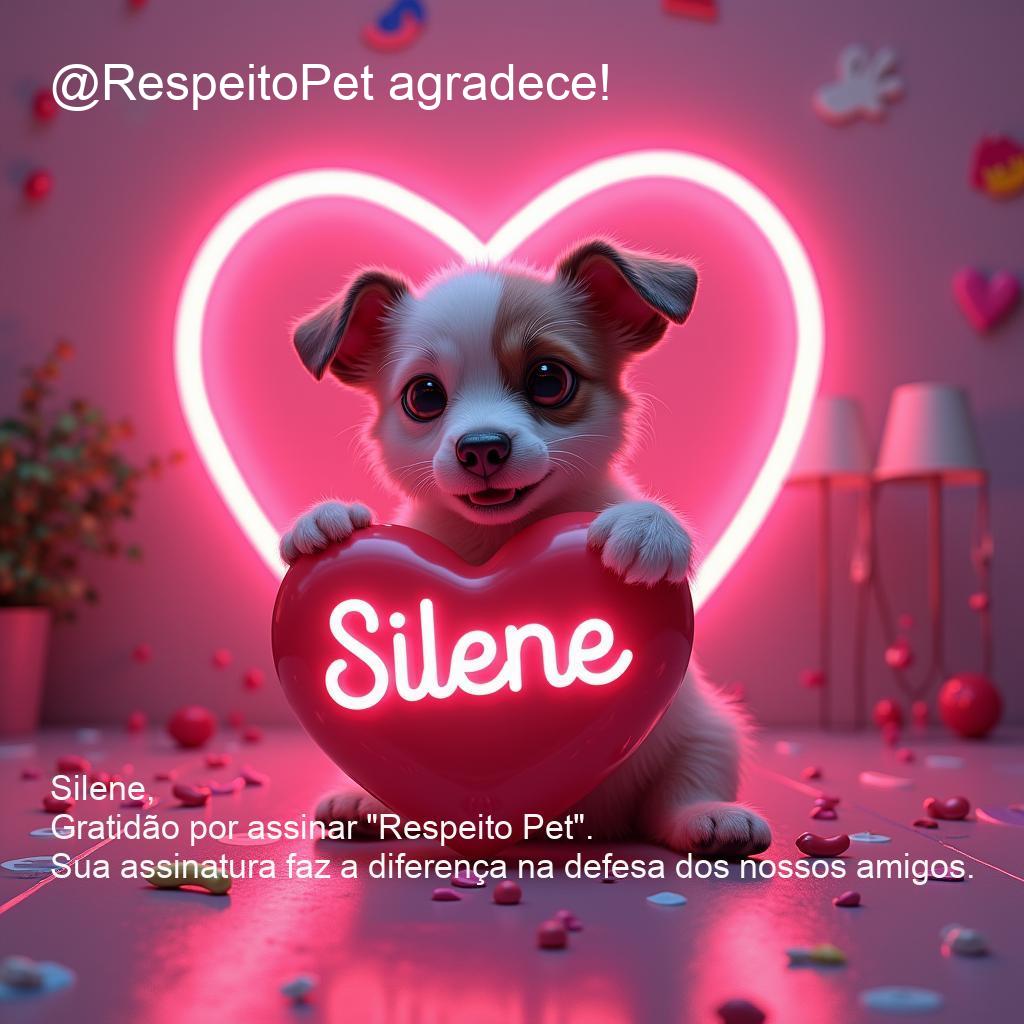 @RespeitoPet agradece!
Silene
Silene,
Gratidão por assinar "Respeito Pet".
Sua assinatura faz a diferença na defesa dos nossos amigos.